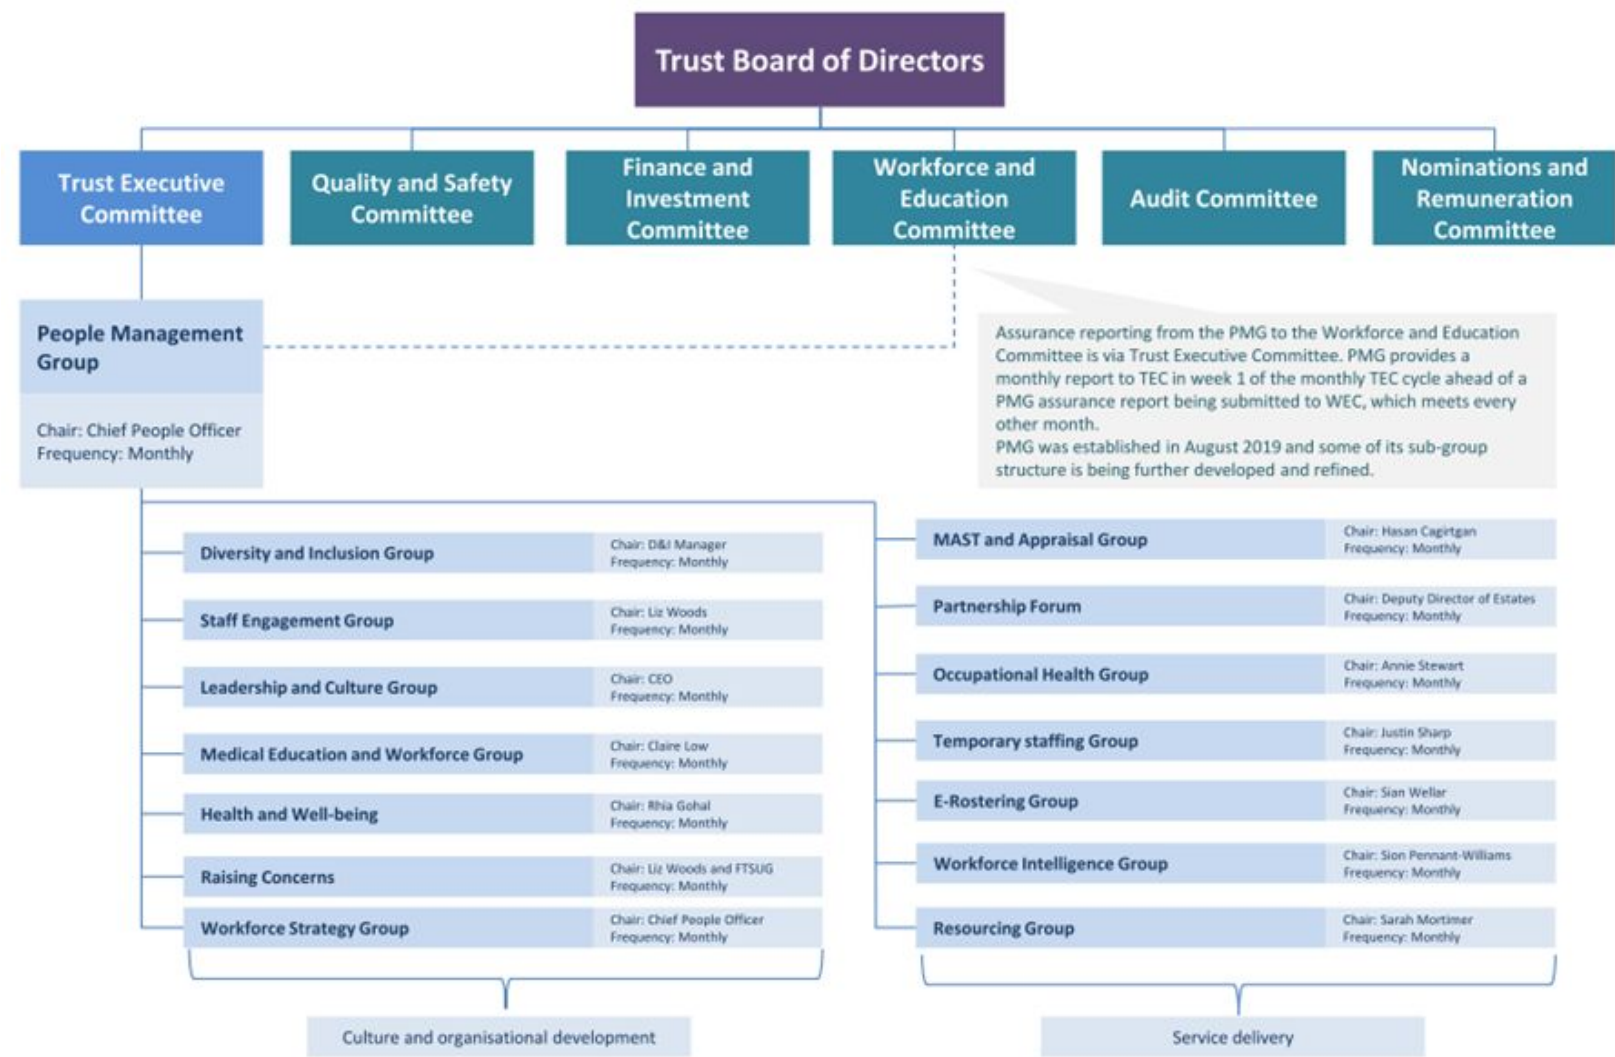 Trust Board of Directors
Trust Executive
Committee
Quality and Safety
Committee
Finance and
Investment
Committee
Workforce and
Education
Committee
Audit Committee
Nominations and
Remuneration
Committee
People Management
Group
Chair: Chief People Officer
Frequency: Monthly
Assurance reporting from the PMG to the Workforce and Education
Committee is via Trust Executive Committee. PMG provides a
monthly report to TEC in week 1 of the monthly TEC cycle ahead of a
PMG assurance report being submitted to WEC, which meets every
other month.
PMG was established in August 2019 and some of its sub-group
structure is being further developed and refined.
Diversity and Inclusion Group
Chair: D&I Manager
Frequency: Monthly
Staff Engagement Group
Chair: Liz Woods
Frequency: Monthly
Leadership and Culture Group
Chair: CEO
Frequency: Monthly
Medical Education and Workforce Group
Chair: Claire Low
Frequency: Monthly
Health and Well-being
Chair: Rhia Gohal
Frequency: Monthly
Raising Concerns
Chair: Liz Woods and FTSUG
Frequency: Monthly
Workforce Strategy Group
Chair: Chief People Officer
Frequency: Monthly
Culture and organisational development
MAST and Appraisal Group
Chair: Hasan Cagirtgan
Frequency: Monthly
Partnership Forum
Chair: Deputy Director of Estates
Frequency: Monthly
Occupational Health Group
Chair: Annie Stewart
Frequency: Monthly
Temporary staffing Group
Chair: Justin Sharp
Frequency: Monthly
E-Rostering Group
Chair: Sian Wellar
Frequency: Monthly
Workforce Intelligence Group
Chair: Sion Pennant-Williams
Frequency: Monthly
Resourcing Group
Chair: Sarah Mortimer
Frequency: Monthly
Service delivery